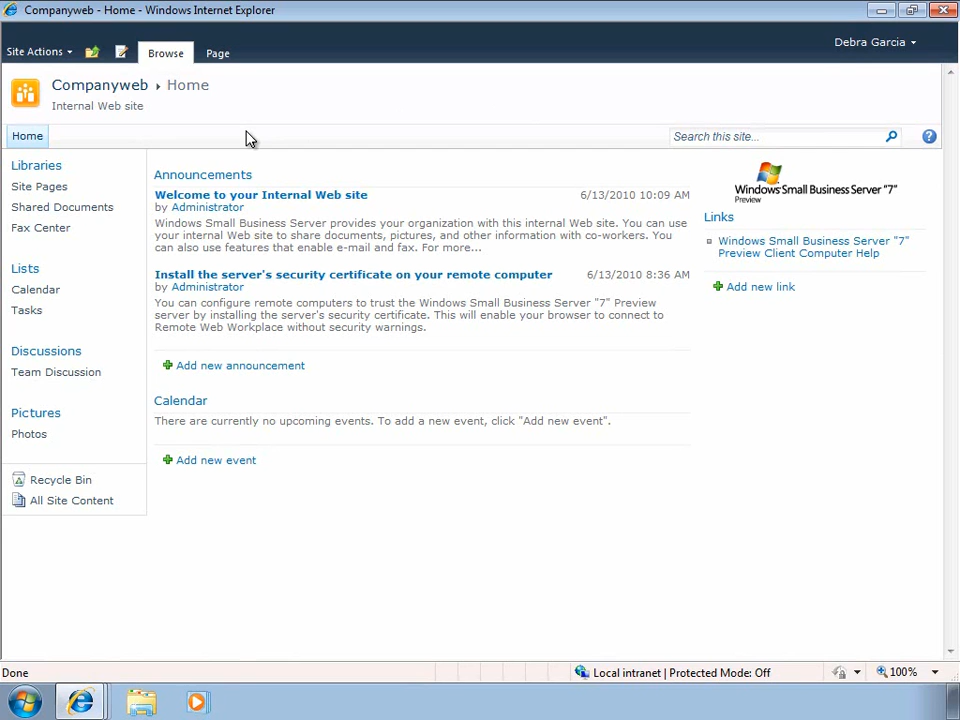 Companyweb - Home - Windows Internet Explorer
Site Actions
Browse
Page
Debra Garcia
Companyweb ▸ Home
Internal Web site
Home
Search this site...
Libraries
Site Pages
Shared Documents
Fax Center
Lists
Calendar
Tasks
Discussions
Team Discussion
Pictures
Photos
Recycle Bin
All Site Content
Announcements
Welcome to your Internal Web site 6/13/2010 10:09 AM
by Administrator
Windows Small Business Server provides your organization with this internal Web site. You can use
your internal Web site to share documents, pictures, and other information with co-workers. You
can also use features that enable e-mail and fax. For more...
Install the server's security certificate on your remote computer 6/13/2010 8:36 AM
by Administrator
You can configure remote computers to trust the Windows Small Business Server "7" Preview
server by installing the server's security certificate. This will enable your browser to connect to
Remote Web Workplace without security warnings.
Add new announcement
Calendar
There are currently no upcoming events. To add a new event, click "Add new event".
Add new event
Windows Small Business Server "7"
Preview
Links
Windows Small Business Server "7"
Preview Client Computer Help
Add new link
Done
Local intranet | Protected Mode: Off
100%